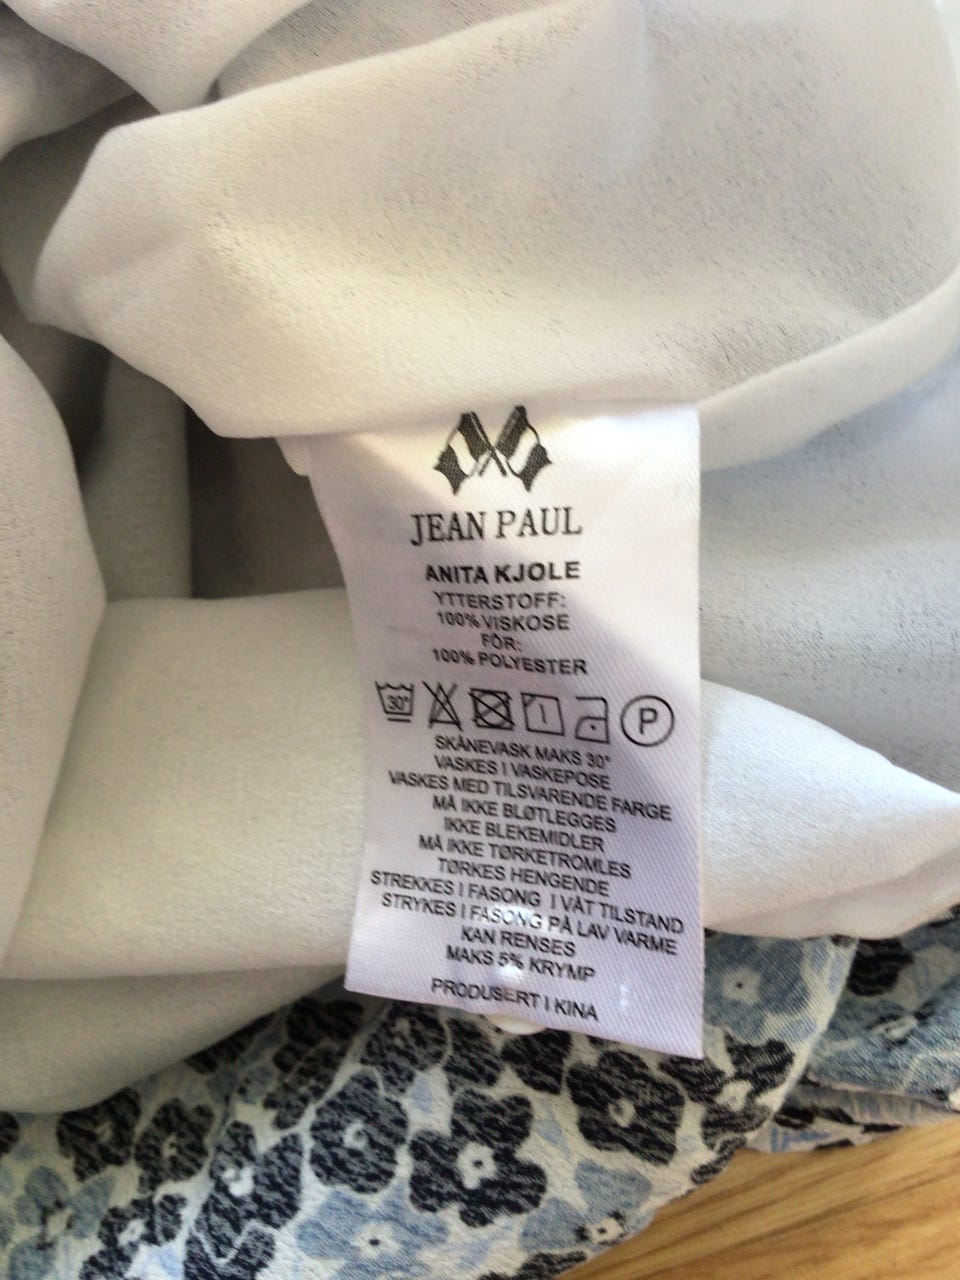 JEAN PAUL
ANITA KJOLE
YTTERSTOFF:
100% VISKOSE
FÔR:
100% POLYESTER
30° P
SKÅNEVASK MAKS 30°
VASKES I VASKEPOSE
VASKES MED TILSVARENDE FARGE
MÅ IKKE BLØTLEGGES
IKKE BLEKEMIDLER
MÅ IKKE TØRKETROMLES
TØRKES HENGENDE
STREKKES I FASONG I VÅT TILSTAND
STRYKES I FASONG PÅ LAV VARME
KAN RENSES
MAKS 5% KRYMP
PRODUSERT I KINA